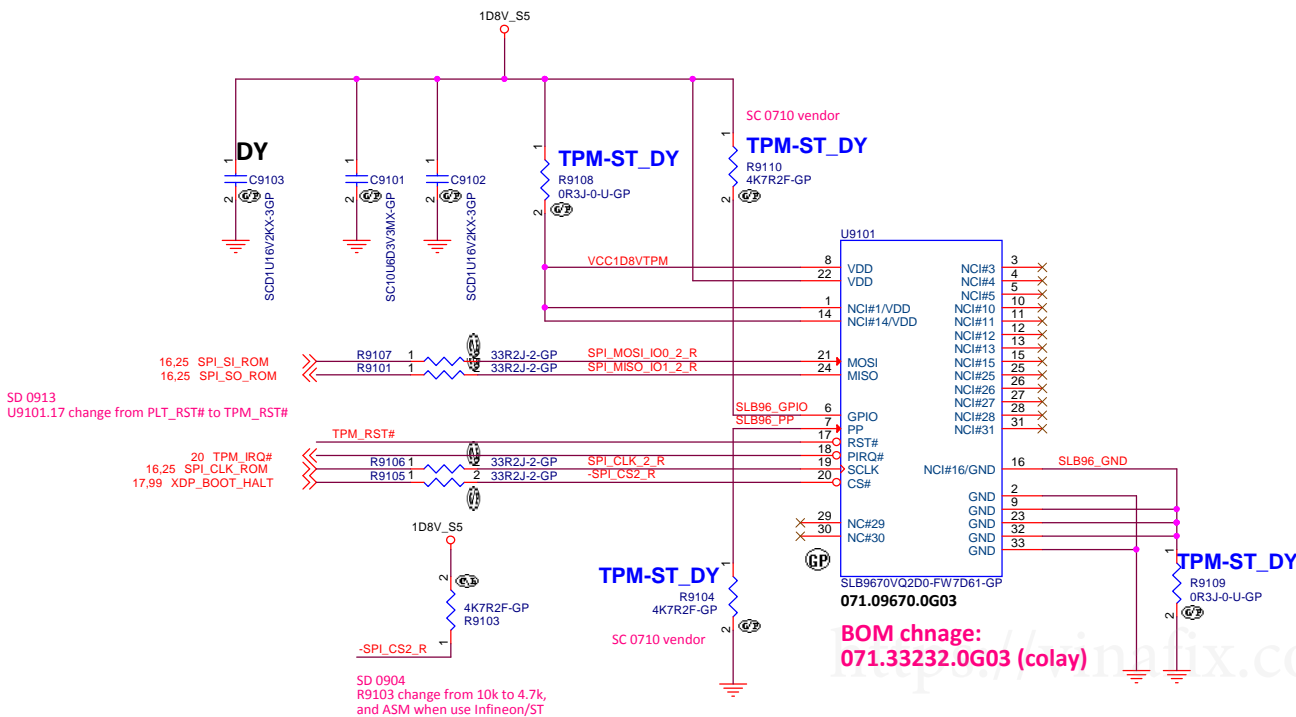 1D8V_S5
SC 0710 vendor
DY
TPM-ST_DY
TPM-ST_DY
1
C9103
2
SCD1U16V2KX-3GP
1
C9101
2
SC10U6D3V3MX-GP
1
C9102
2
SCD1U16V2KX-3GP
1
R9108
0R3J-0-U-GP
2
1
R9110
4K7R2F-GP
2
U9101
VCC1D8VTPM
8 VDD
22 VDD
1 NCI#1/VDD
14 NCI#14/VDD
NCI#3 3
NCI#4 4
NCI#5 5
NCI#10 10
NCI#11 11
NCI#12 12
NCI#13 13
NCI#15 15
NCI#25 25
NCI#26 26
NCI#27 27
NCI#28 28
NCI#31 31
16,25 SPI_SI_ROM R9107 1 2 33R2J-2-GP SPI_MOSI_IO0_2_R 21 MOSI
16,25 SPI_SO_ROM R9101 1 2 33R2J-2-GP SPI_MISO_IO1_2_R 24 MISO
SD 0913
U9101.17 change from PLT_RST# to TPM_RST#
SLB96_GPIO 6 GPIO
SLB96_PP 7 PP
TPM_RST# 17 RST#
20 TPM_IRQ# 18 PIRQ#
16,25 SPI_CLK_ROM R9106 1 2 33R2J-2-GP SPI_CLK_2_R 19 SCLK
17,99 XDP_BOOT_HALT R9105 1 2 33R2J-2-GP -SPI_CS2_R 20 CS#
NCI#16/GND 16 SLB96_GND
GND 2
GND 9
GND 23
GND 32
GND 33
29 NC#29
30 NC#30
GP
SLB9670VQ2D0-FW7D61-GP
071.09670.0G03
BOM chnage:
071.33232.0G03 (colay)
1D8V_S5
2
4K7R2F-GP
R9103
1
-SPI_CS2_R
SD 0904
R9103 change from 10k to 4.7k,
and ASM when use Infineon/ST
TPM-ST_DY
1
R9104
4K7R2F-GP
2
SC 0710 vendor
TPM-ST_DY
1
R9109
0R3J-0-U-GP
2
https://vinafix.co